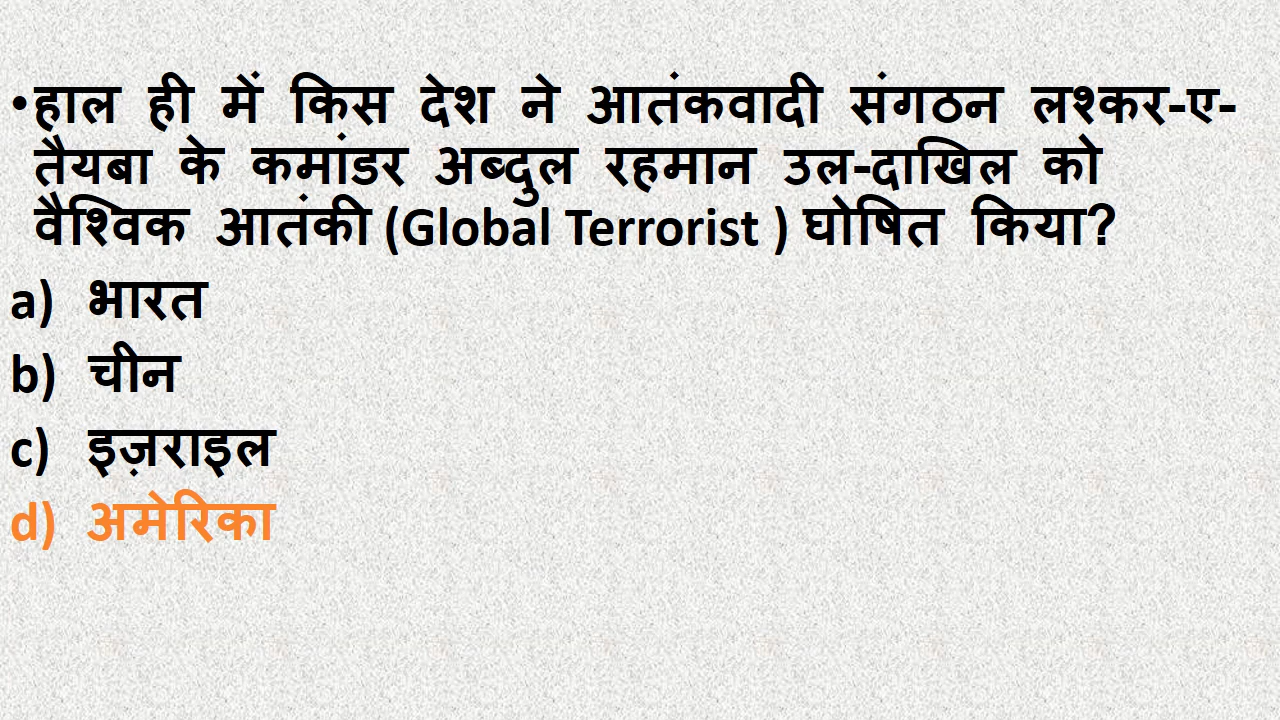 •हाल ही में किस देश ने आतंकवादी संगठन लश्कर-ए-
तैयबा के कमांडर अब्दुल रहमान उल-दाखिल को
वैश्विक आतंकी (Global Terrorist ) घोषित किया?
a) भारत
b) चीन
c) इज़राइल
d) अमेरिका